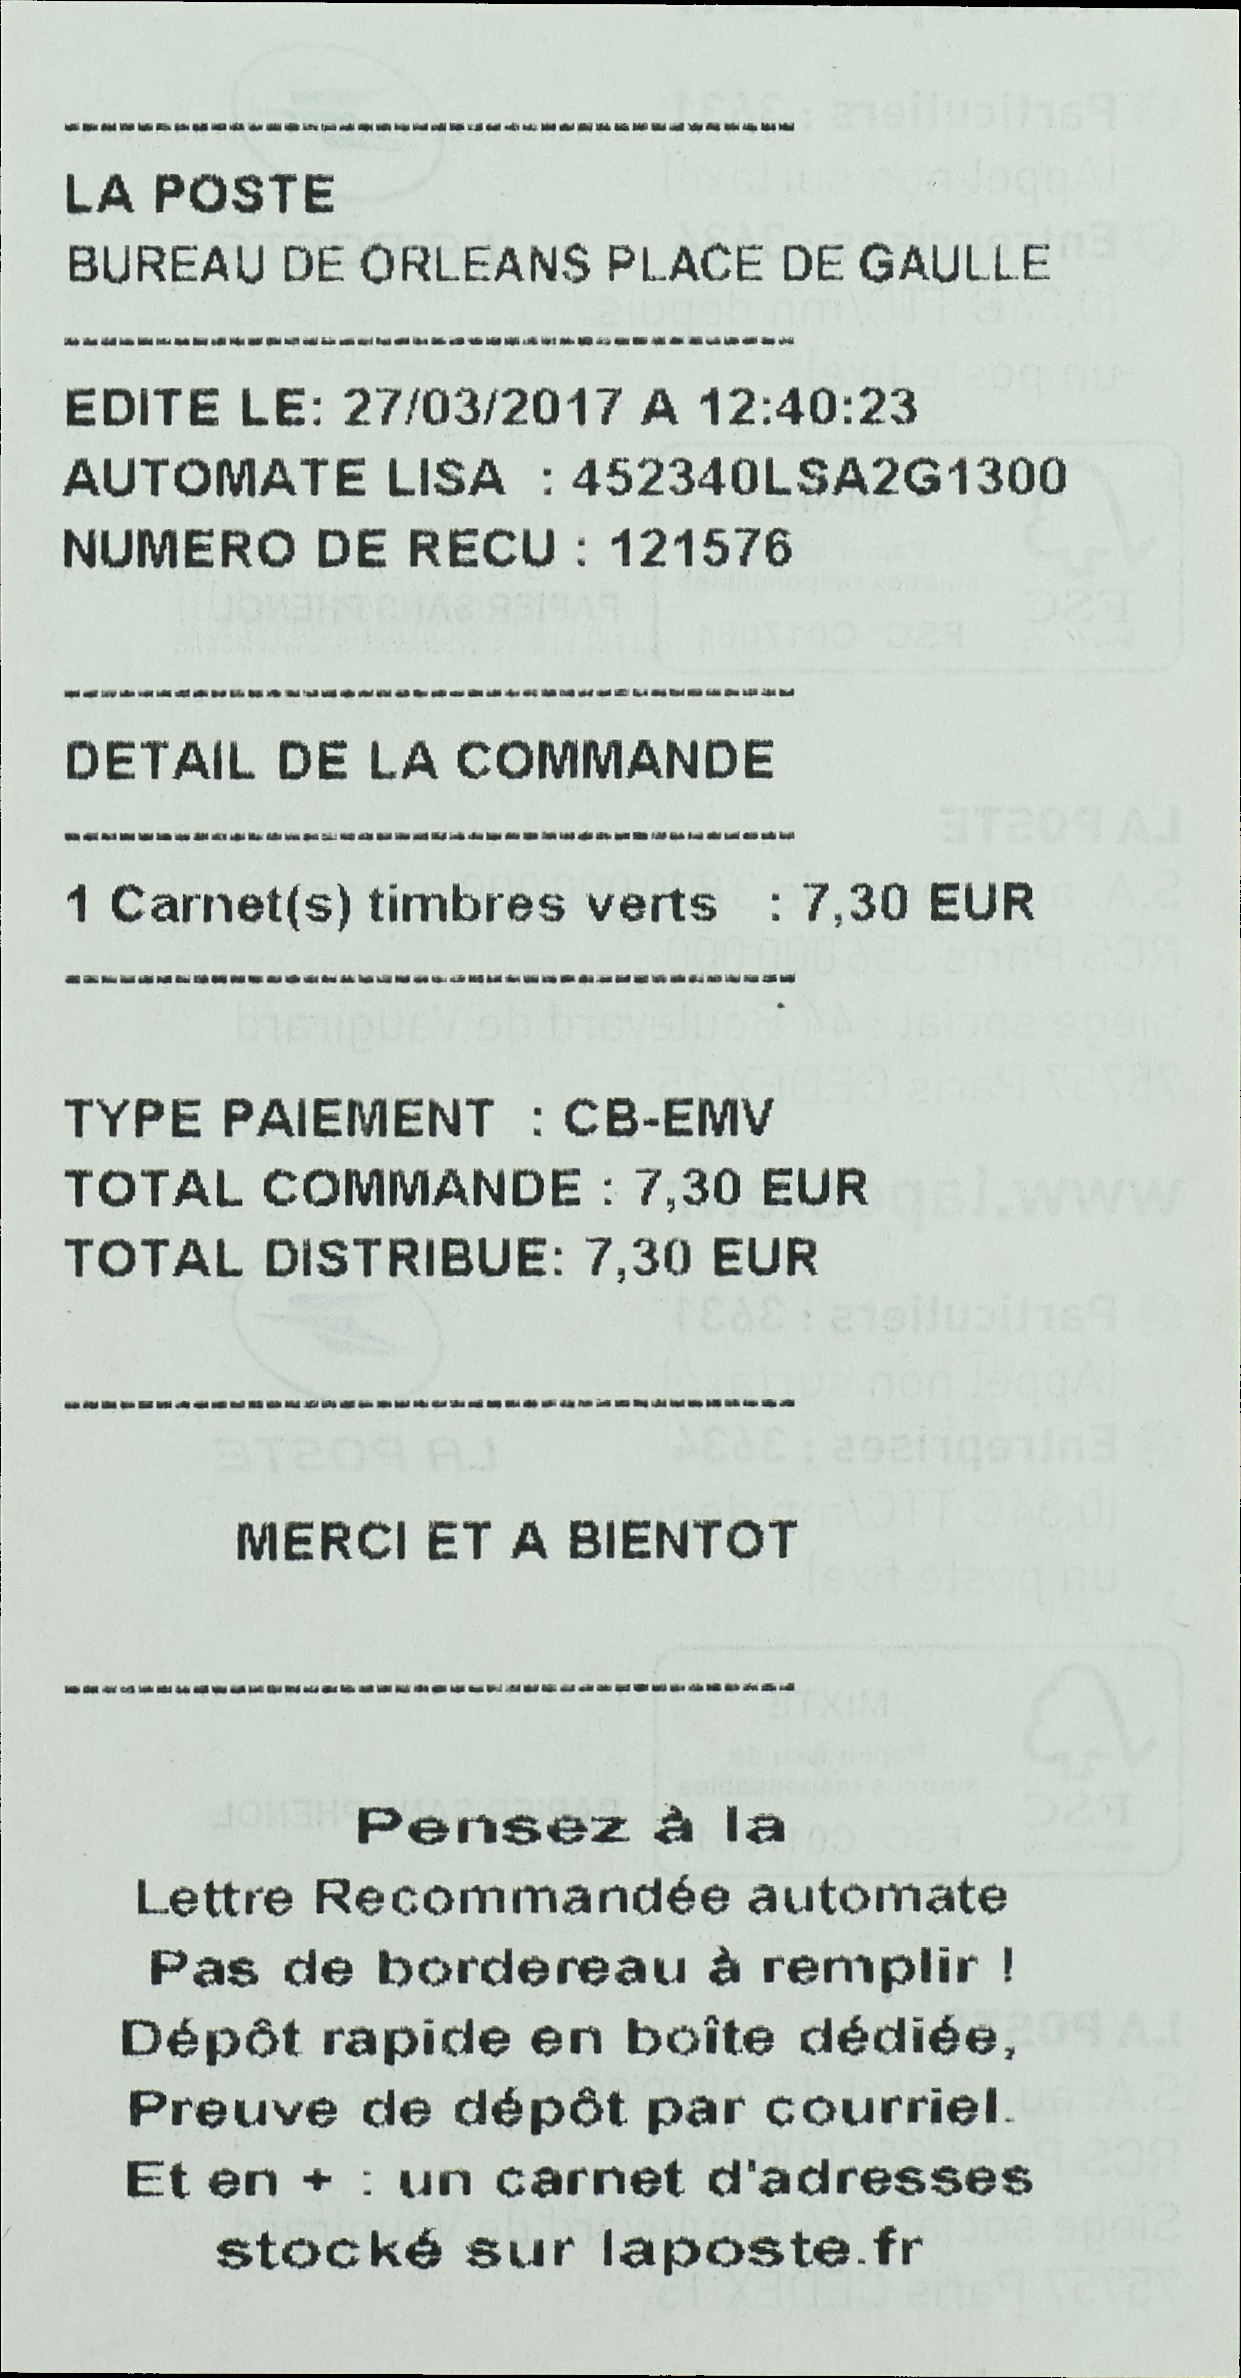 LA POSTE
BUREAU DE ORLEANS PLACE DE GAULLE
EDITE LE: 27/03/2017 A 12:40:23
AUTOMATE LISA : 452340LSA2G1300
NUMERO DE RECU : 121576
DETAIL DE LA COMMANDE
1 Carnet(s) timbres verts : 7,30 EUR
TYPE PAIEMENT : CB-EMV
TOTAL COMMANDE : 7,30 EUR
TOTAL DISTRIBUE: 7,30 EUR
MERCI ET A BIENTOT
Pensez à la
Lettre Recommandée automate
Pas de bordereau à remplir !
Dépôt rapide en boîte dédiée,
Preuve de dépôt par courriel.
Et en + : un carnet d'adresses
stocké sur laposte.fr